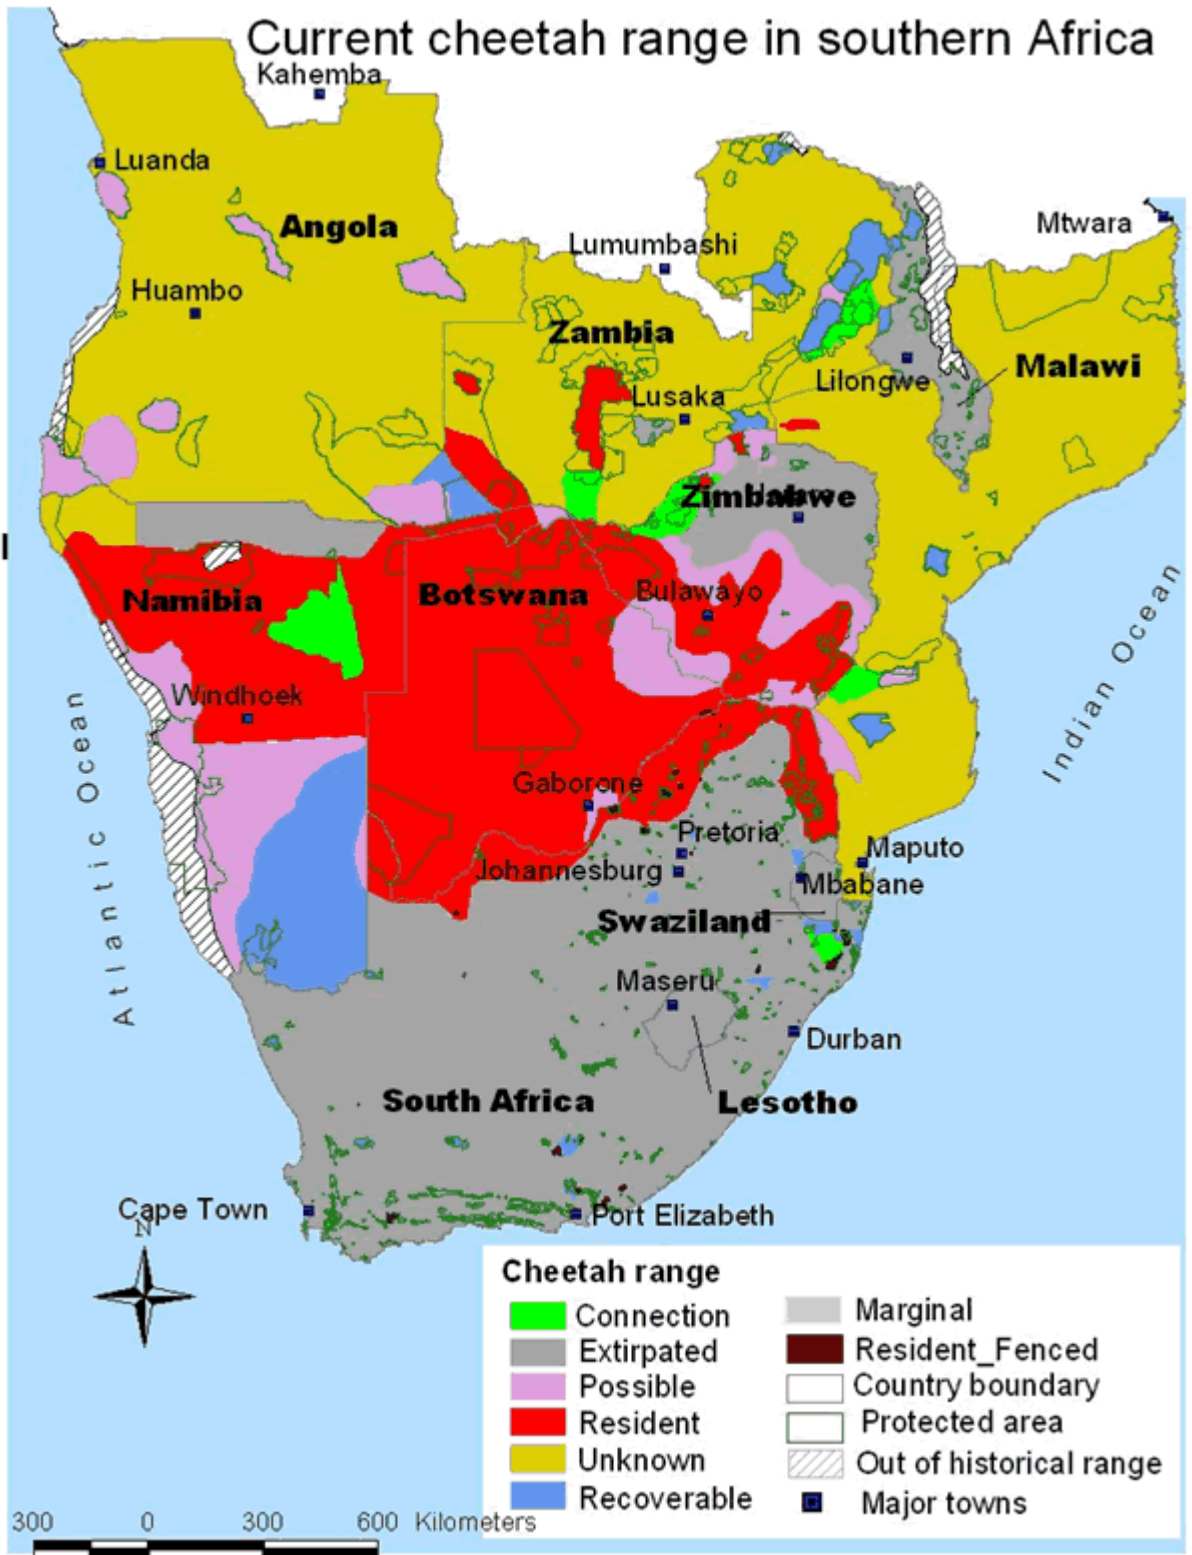 Current cheetah range in southern Africa
Kahemba
Luanda
Angola
Mtwara
Lumumbashi
Huambo
Zambia
Malawi
Lilongwe
Lusaka
Zimbabwe
Namibia
Botswana
Bulawayo
Windhoek
Indian Ocean
Atlantic Ocean
Gaborone
Pretoria
Maputo
Johannesburg
Mbabane
Swaziland
Maseru
Durban
South Africa
Lesotho
Cape Town
Port Elizabeth
N
Cheetah range
Connection
Extirpated
Possible
Resident
Unknown
Recoverable
Marginal
Resident_Fenced
Country boundary
Protected area
Out of historical range
Major towns
300 0 300 600 Kilometers